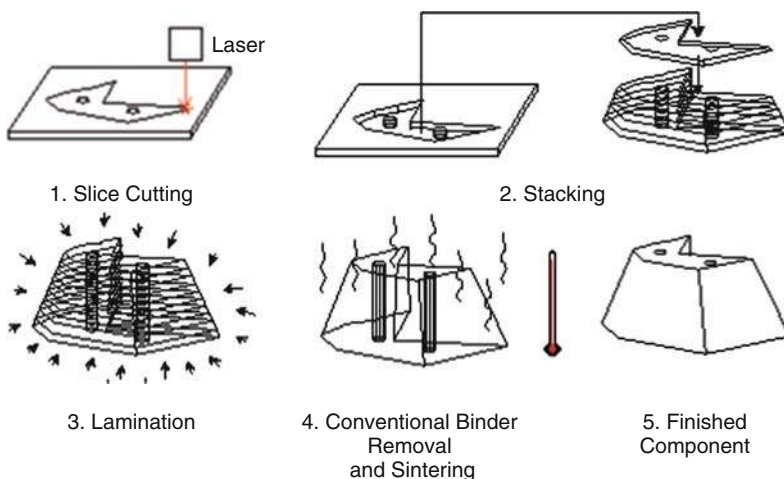 Laser
1. Slice Cutting
2. Stacking
3. Lamination
4. Conventional Binder
Removal
and Sintering
5. Finished
Component